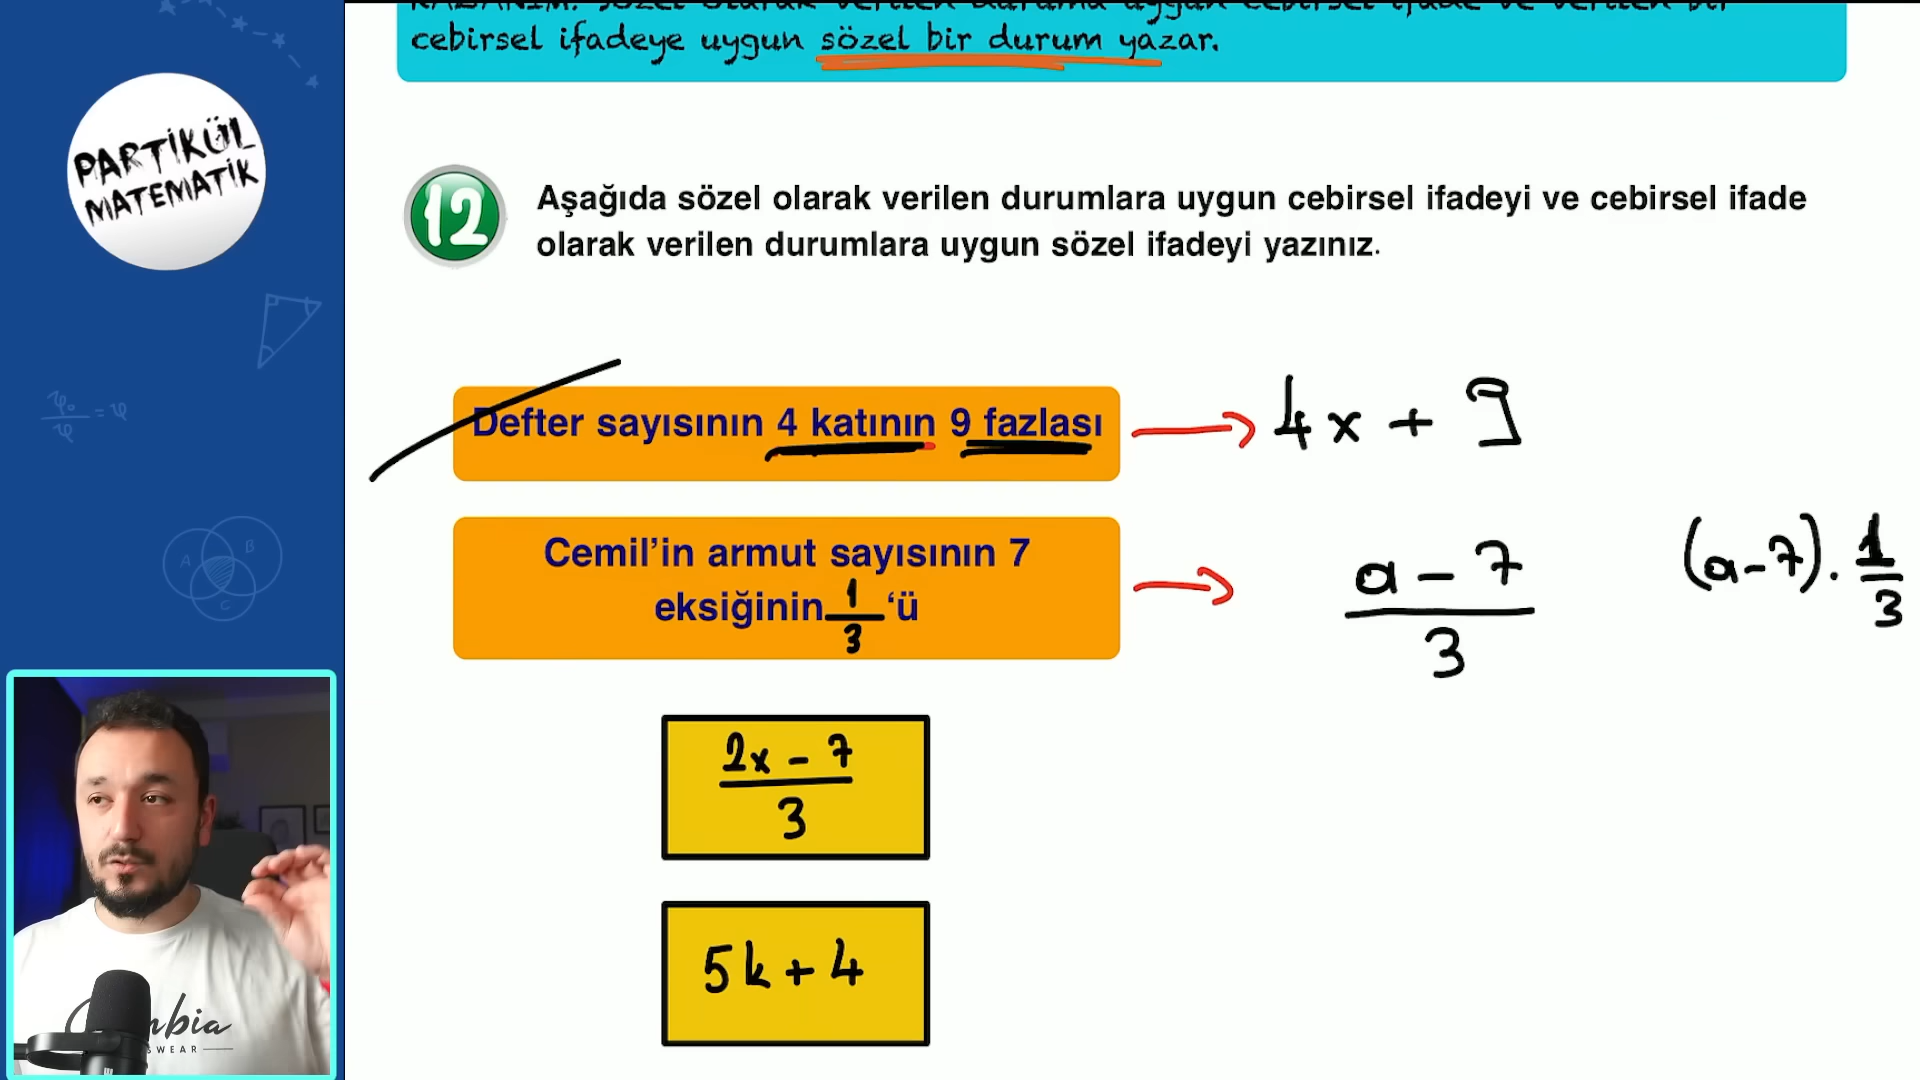 cebirsel ifadeye uygun sözel bir durum yazar.
PARTİKÜL
MATEMATİK
12
Aşağıda sözel olarak verilen durumlara uygun cebirsel ifadeyi ve cebirsel ifade
olarak verilen durumlara uygun sözel ifadeyi yazınız.
Defter sayısının 4 katının 9 fazlası
4x + 9
Cemil'in armut sayısının 7
eksiğinin 1/3 'ü
a - 7
3
(a-7) . 1/3
2x - 7
3
5k + 4
A
B
C